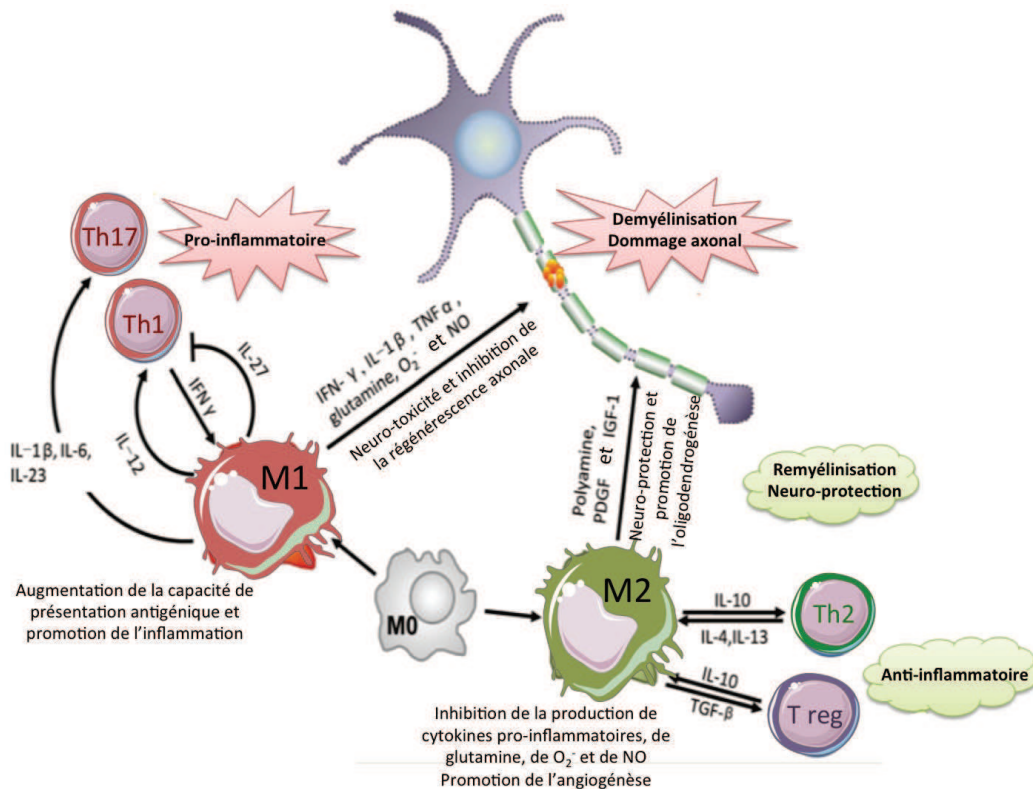 Demyélinisation
Dommage axonal
Th17
Pro-inflammatoire
Th1
IL-27
IFN γ
IL-12
IL-1β, IL-6,
IL-23
IFN- γ , IL-1β , TNF α ,
glutamine, O₂⁻ et NO
Neuro-toxicité et inhibition de
la régénérescence axonale
M1
Augmentation de la capacité de
présentation antigénique et
promotion de l'inflammation
Polyamine,
PDGF et IGF-1
Neuro-protection et
promotion de
l'oligodendrogénèse
Remyélinisation
Neuro-protection
M0
M2
IL-10
IL-4,IL-13
Th2
IL-10
TGF-β
T reg
Anti-inflammatoire
Inhibition de la production de
cytokines pro-inflammatoires, de
glutamine, de O₂⁻ et de NO
Promotion de l'angiogénèse